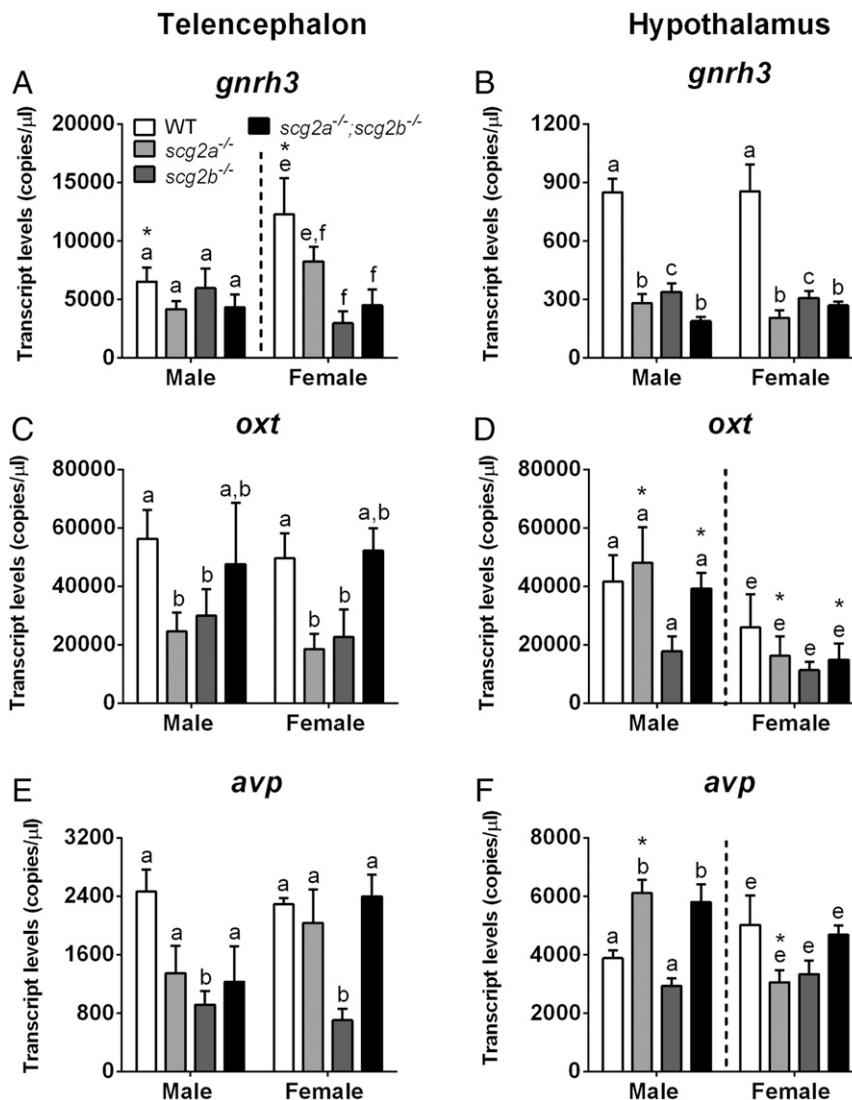 Telencephalon
Hypothalamus
A
gnrh3
Transcript levels (copies/µl)
20000
15000
10000
5000
0
WT
scg2a-/-
scg2b-/-
scg2a-/-;scg2b-/-
*
a
a
a
a
*
e
e,f
f
f
Male
Female
B
gnrh3
Transcript levels (copies/µl)
1200
900
600
300
0
a
b
c
b
a
b
c
b
Male
Female
C
oxt
Transcript levels (copies/µl)
80000
60000
40000
20000
0
a
b
b
a,b
a
b
b
a,b
Male
Female
D
oxt
Transcript levels (copies/µl)
80000
60000
40000
20000
0
a
*
a
a
*
a
e
*
e
e
*
e
Male
Female
E
avp
Transcript levels (copies/µl)
3200
2400
1600
800
0
a
a
b
a
a
a
b
a
Male
Female
F
avp
Transcript levels (copies/µl)
8000
6000
4000
2000
0
a
*
b
a
b
e
*
e
e
e
Male
Female